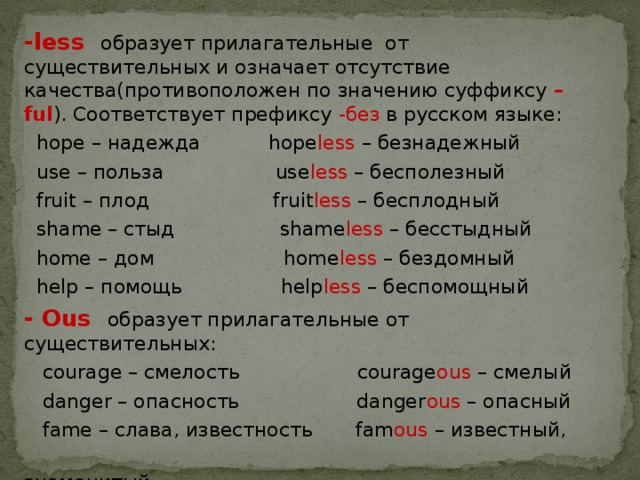 -less образует прилагательные от
существительных и означает отсутствие
качества(противоположен по значению суффиксу –
ful). Соответствует префиксу -без в русском языке:
hope – надежда hopeless – безнадежный
use – польза useless – бесполезный
fruit – плод fruitless – бесплодный
shame – стыд shameless – бесстыдный
home – дом homeless – бездомный
help – помощь helpless – беспомощный
- Ous образует прилагательные от
существительных:
courage – смелость courageous – смелый
danger – опасность dangerous – опасный
fame – слава, известность famous – известный,